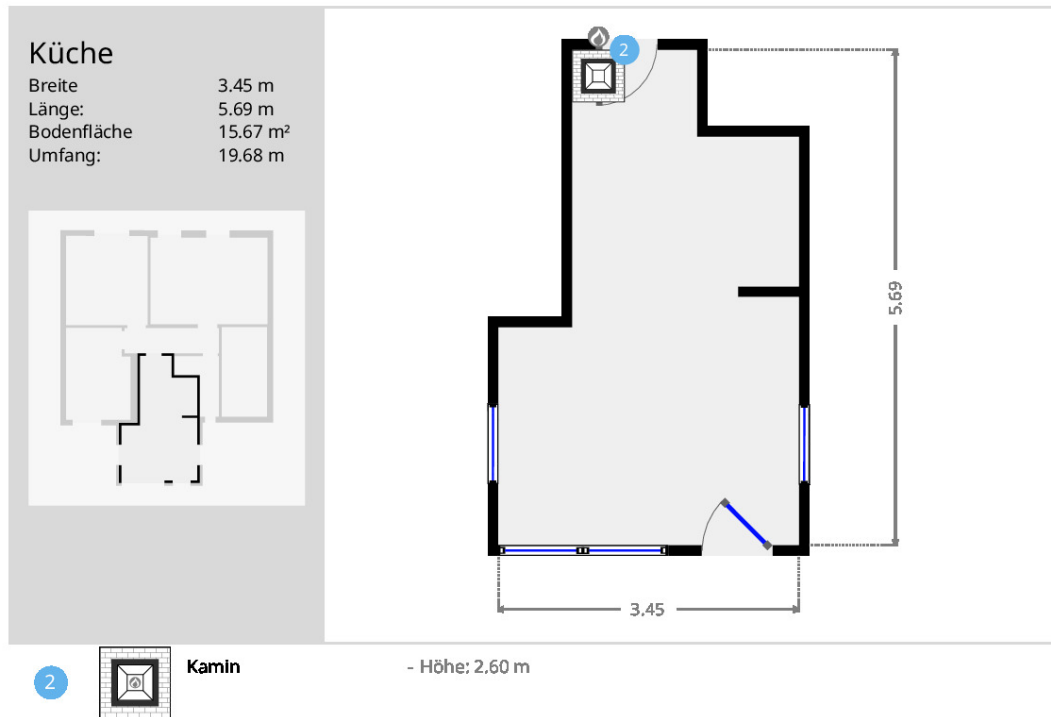 Küche
Breite 3.45 m
Länge: 5.69 m
Bodenfläche 15.67 m²
Umfang: 19.68 m
2
5.69
3.45
2 Kamin - Höhe: 2.60 m